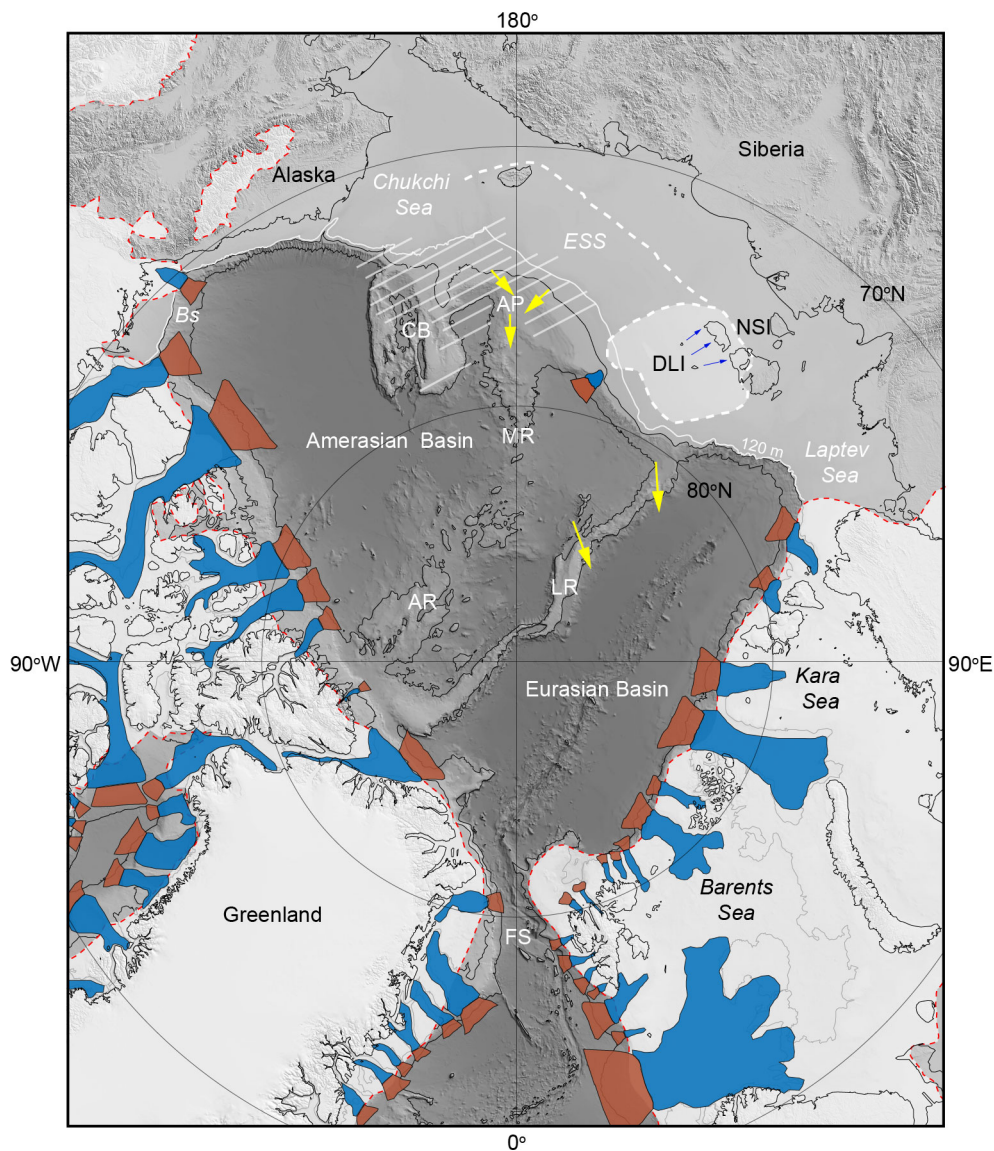 180°
Siberia
Alaska
Chukchi
Sea
ESS
70°N
AP
Bs
NSI
CB
DLI
MR
Amerasian Basin
120 m
Laptev
Sea
80°N
AR
LR
90°W
90°E
Eurasian Basin
Kara
Sea
Barents
Sea
Greenland
FS
0°